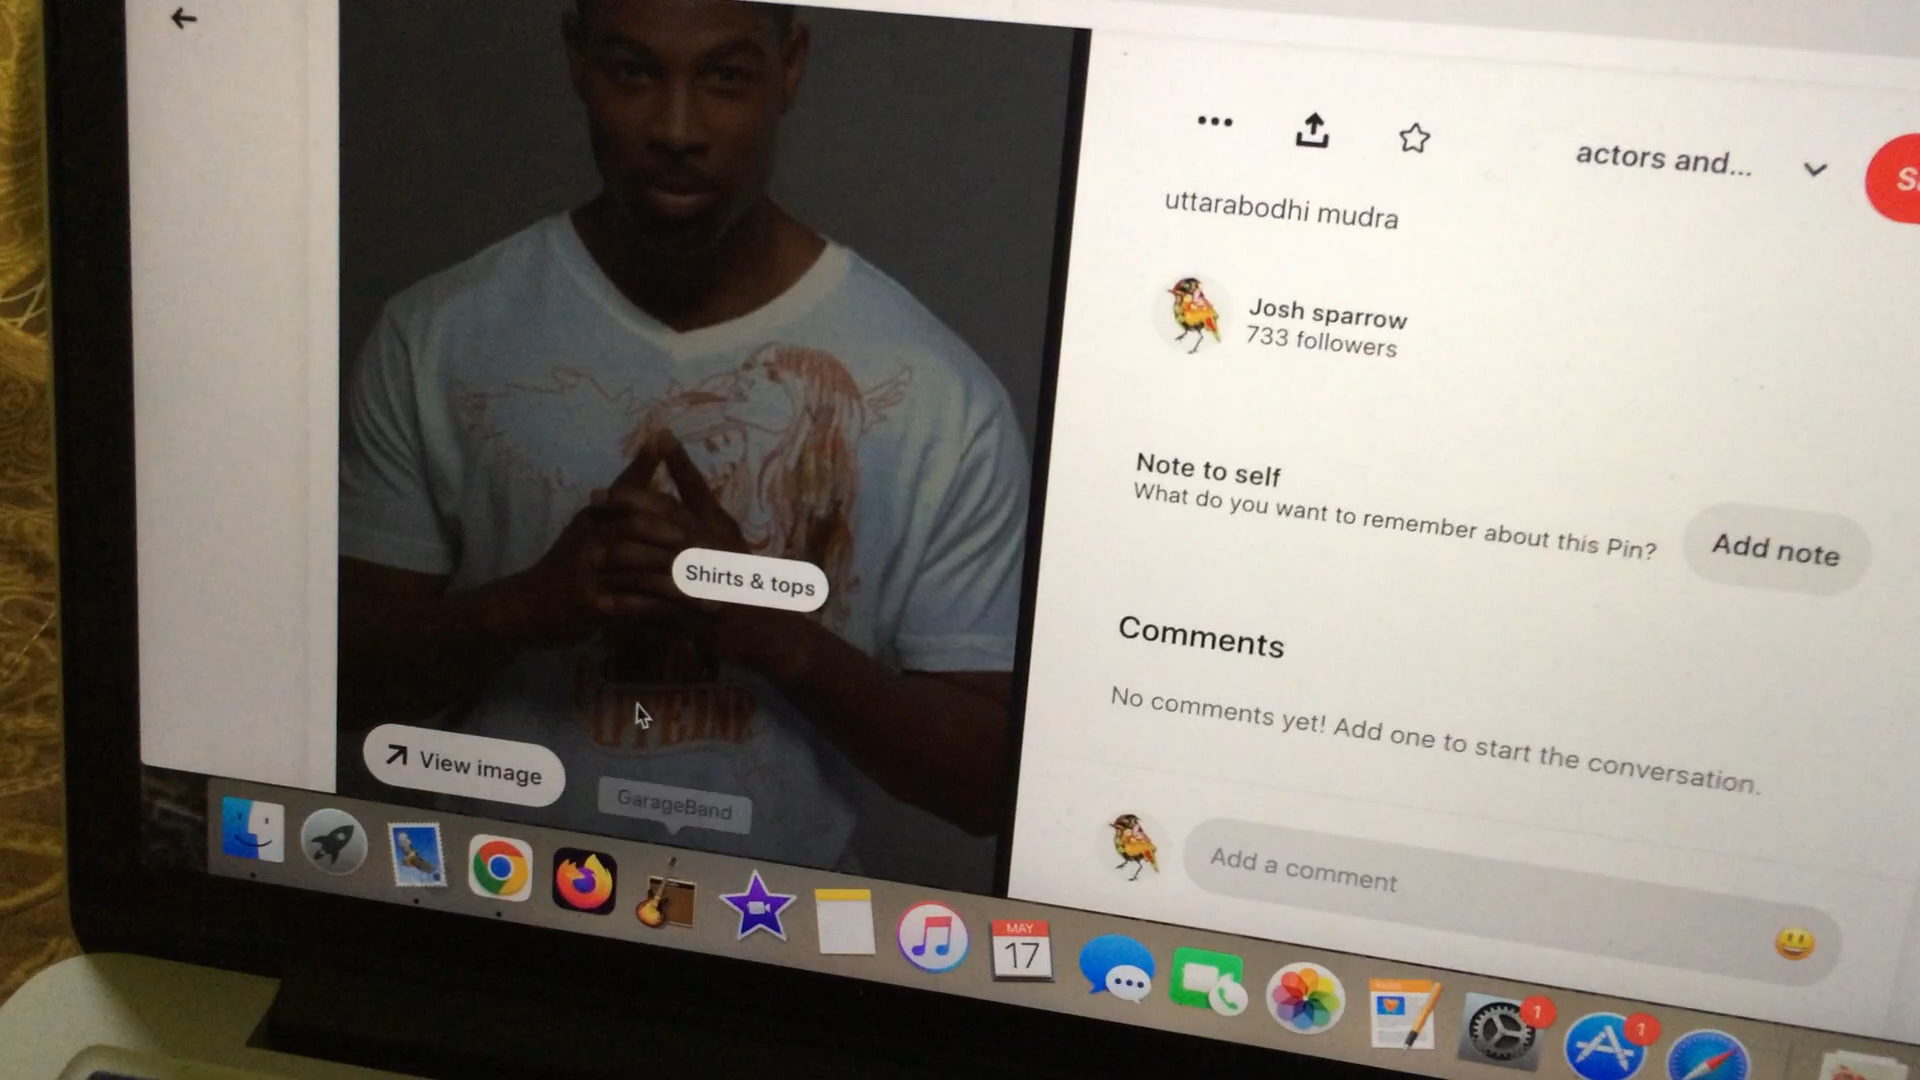 actors and...
uttarabodhi mudra
Josh sparrow
733 followers
Note to self
What do you want to remember about this Pin?
Add note
Shirts & tops
Comments
No comments yet! Add one to start the conversation.
View image
GarageBand
Add a comment
MAY
17
1
1